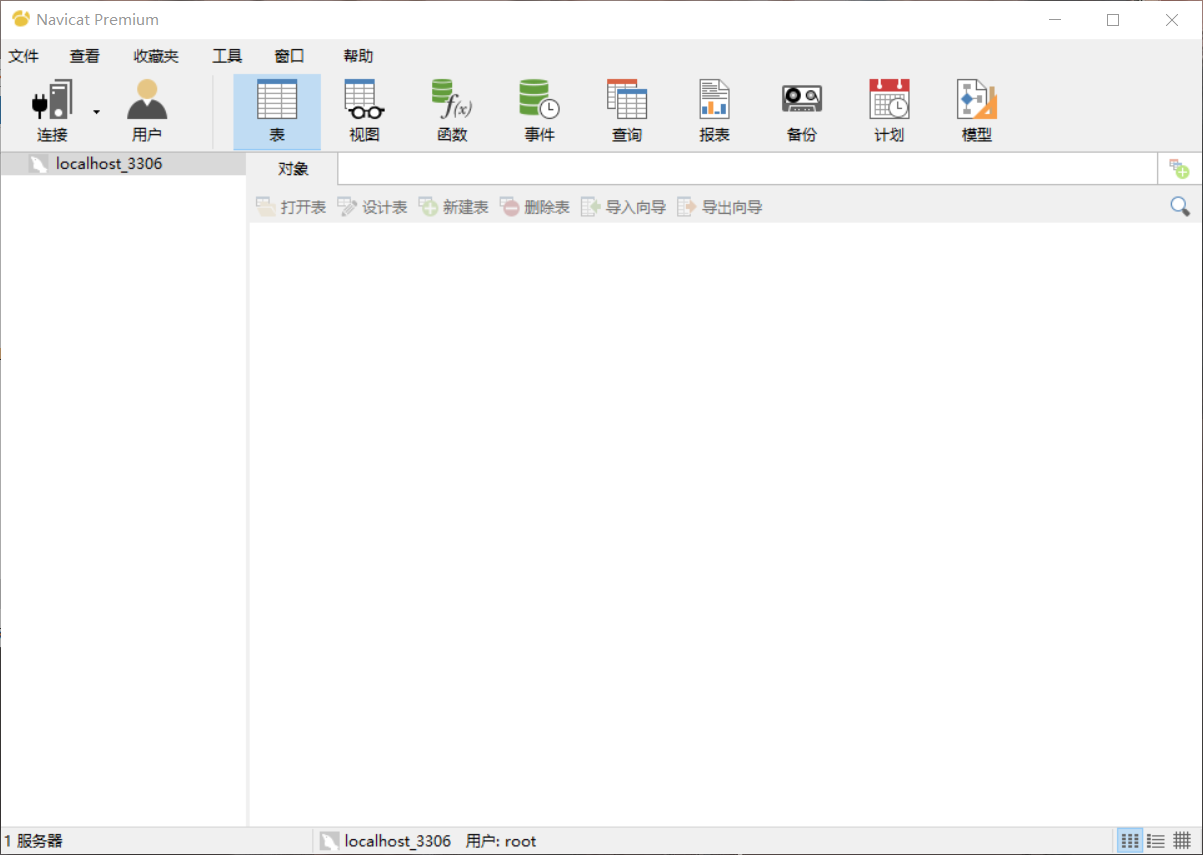 Navicat Premium
文件 查看 收藏夹 工具 窗口 帮助
f(x)
连接 用户 表 视图 函数 事件 查询 报表 备份 计划 模型
localhost_3306 对象
打开表 设计表 新建表 删除表 导入向导 导出向导
1 服务器 localhost_3306 用户: root